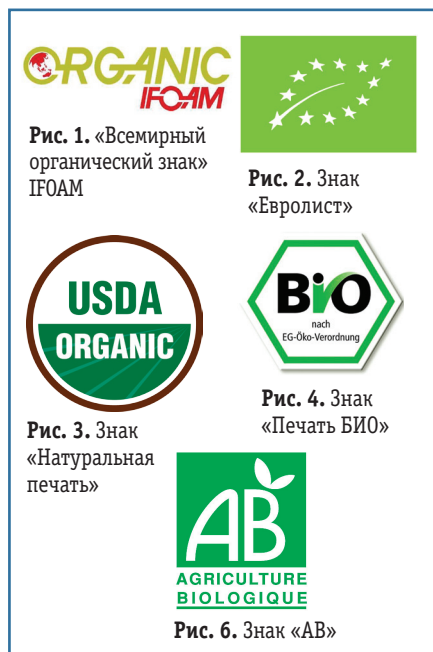 ORGANIC
IFOAM
Рис. 1. «Всемирный
органический знак»
IFOAM
Рис. 2. Знак
«Евролист»
USDA
ORGANIC
Рис. 3. Знак
«Натуральная
печать»
BiO
nach
EG-Öko-Verordnung
Рис. 4. Знак
«Печать БИО»
AB
AGRICULTURE
BIOLOGIQUE
Рис. 6. Знак «АВ»